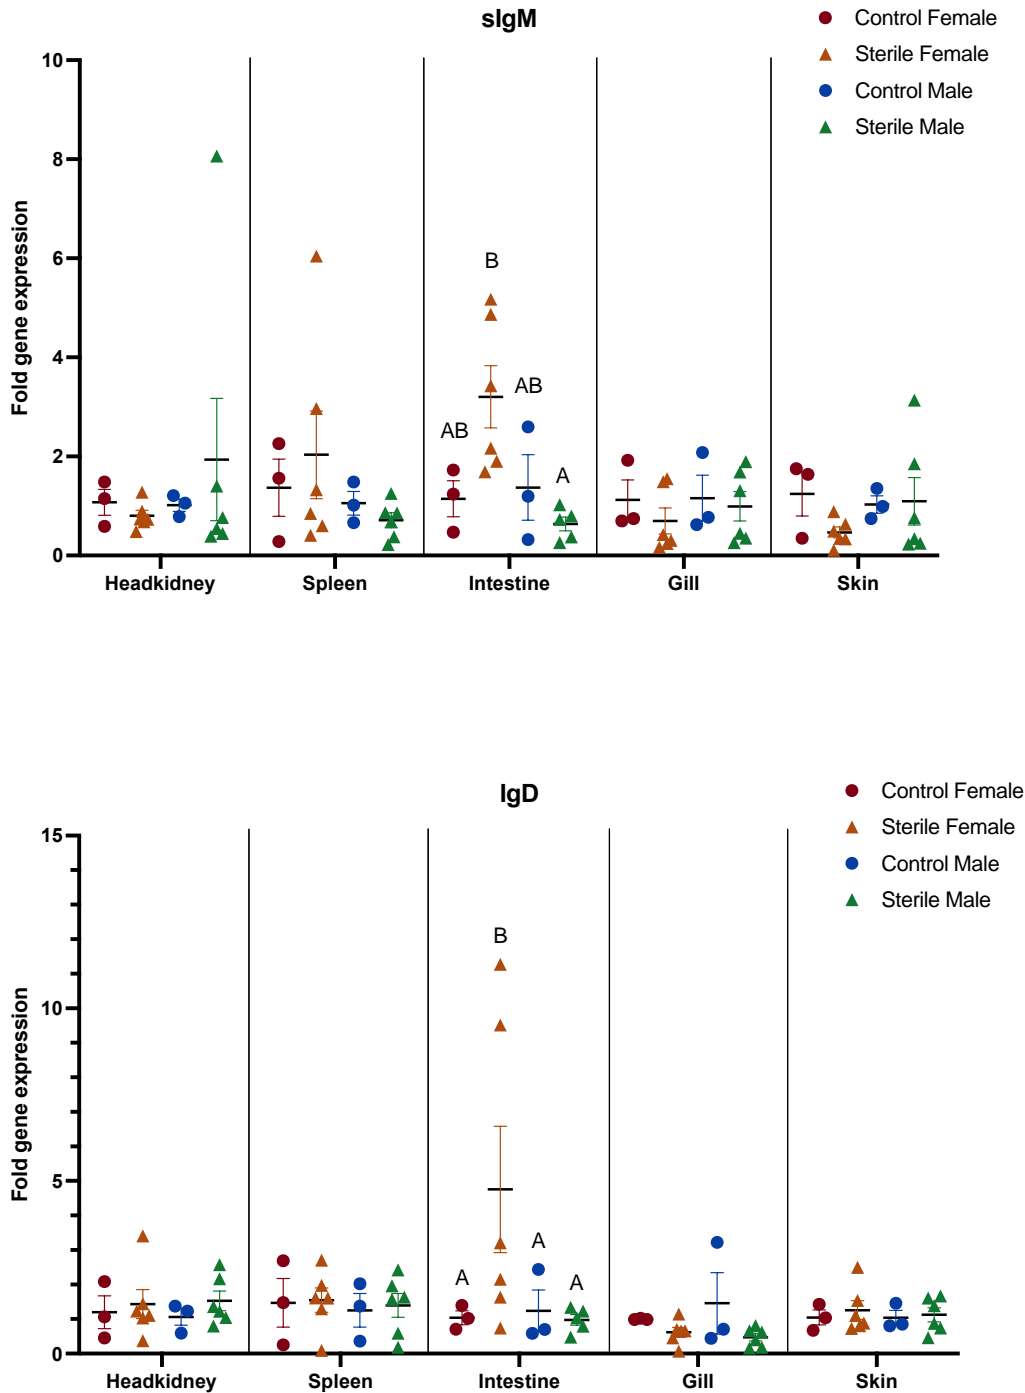 sIgM
Control Female
Sterile Female
Control Male
Sterile Male
Fold gene expression
10
8
6
4
2
0
B
AB
AB
A
Headkidney
Spleen
Intestine
Gill
Skin
IgD
Control Female
Sterile Female
Control Male
Sterile Male
Fold gene expression
15
10
5
0
B
A
A
A
Headkidney
Spleen
Intestine
Gill
Skin